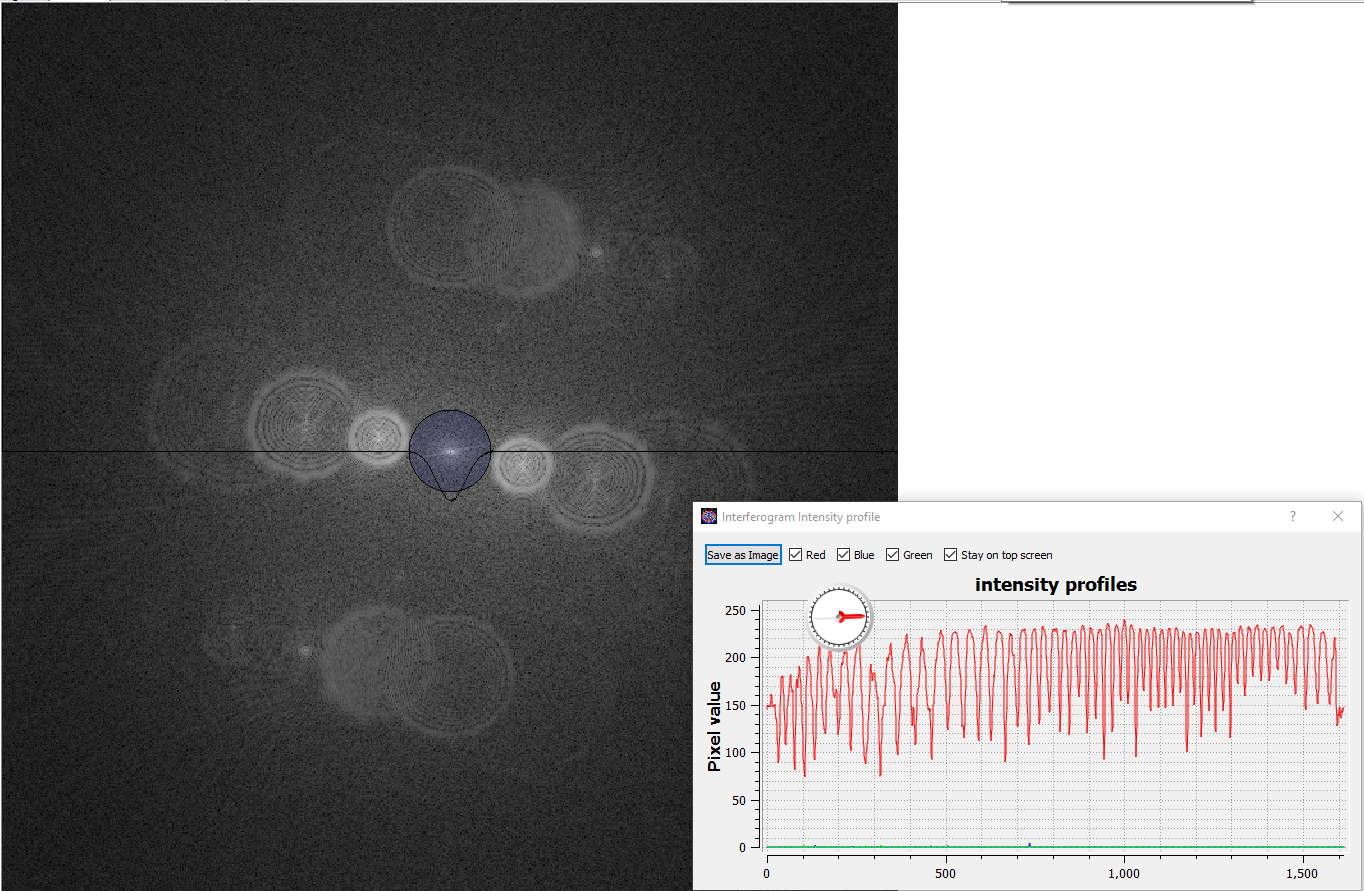 Interferogram Intensity profile
Save as Image Red Blue Green Stay on top screen
intensity profiles
Pixel value
250
200
150
100
50
0
0 500 1,000 1,500